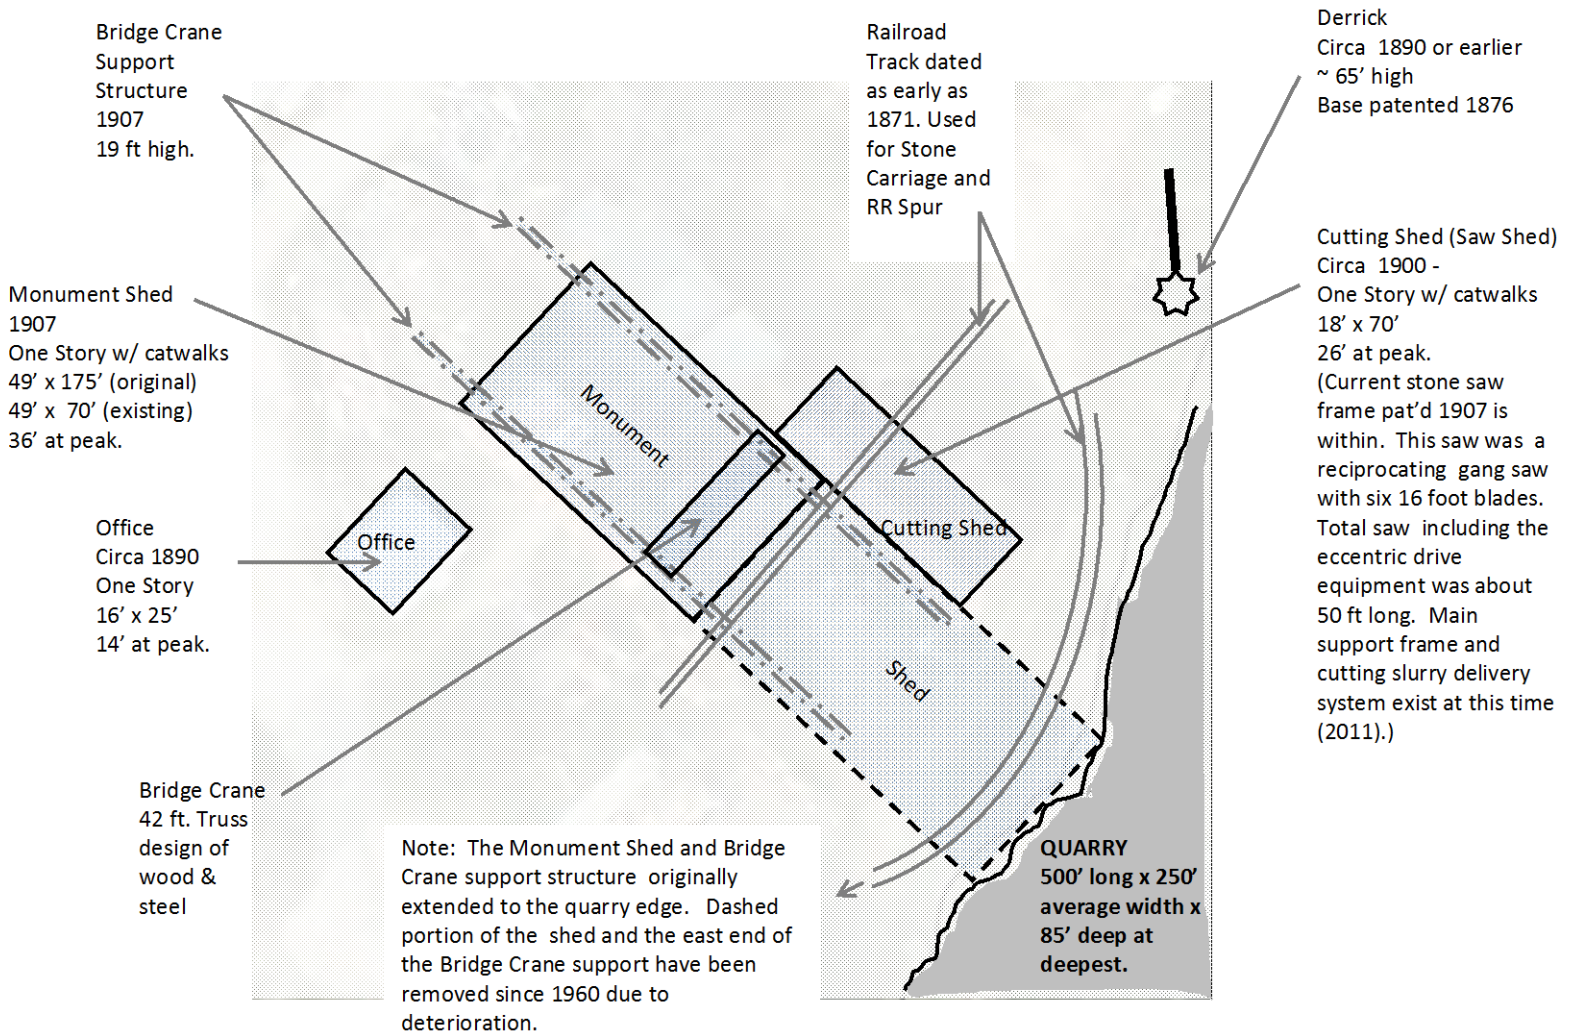 Bridge Crane
Support
Structure
1907
19 ft high.
Railroad
Track dated
as early as
1871. Used
for Stone
Carriage and
RR Spur
Derrick
Circa  1890 or earlier
~ 65' high
Base patented 1876
Cutting Shed (Saw Shed)
Circa  1900 -
One Story w/ catwalks
18' x 70'
26' at peak.
(Current stone saw
frame pat'd 1907 is
within.  This saw was  a
reciprocating  gang saw
with six 16 foot blades.
Total saw  including the
eccentric drive
equipment was about
50 ft long.  Main
support frame and
cutting slurry delivery
system exist at this time
(2011).)
Monument Shed
1907
One Story w/ catwalks
49' x 175' (original)
49' x  70' (existing)
36' at peak.
Office
Circa 1890
One Story
16' x 25'
14' at peak.
Office
Monument
Cutting Shed
Shed
Bridge Crane
42 ft. Truss
design of
wood &
steel
Note:  The Monument Shed and Bridge
Crane support structure  originally
extended to the quarry edge.   Dashed
portion of the  shed and the east end of
the Bridge Crane support have been
removed since 1960 due to
deterioration.
QUARRY
500' long x 250'
average width x
85' deep at
deepest.